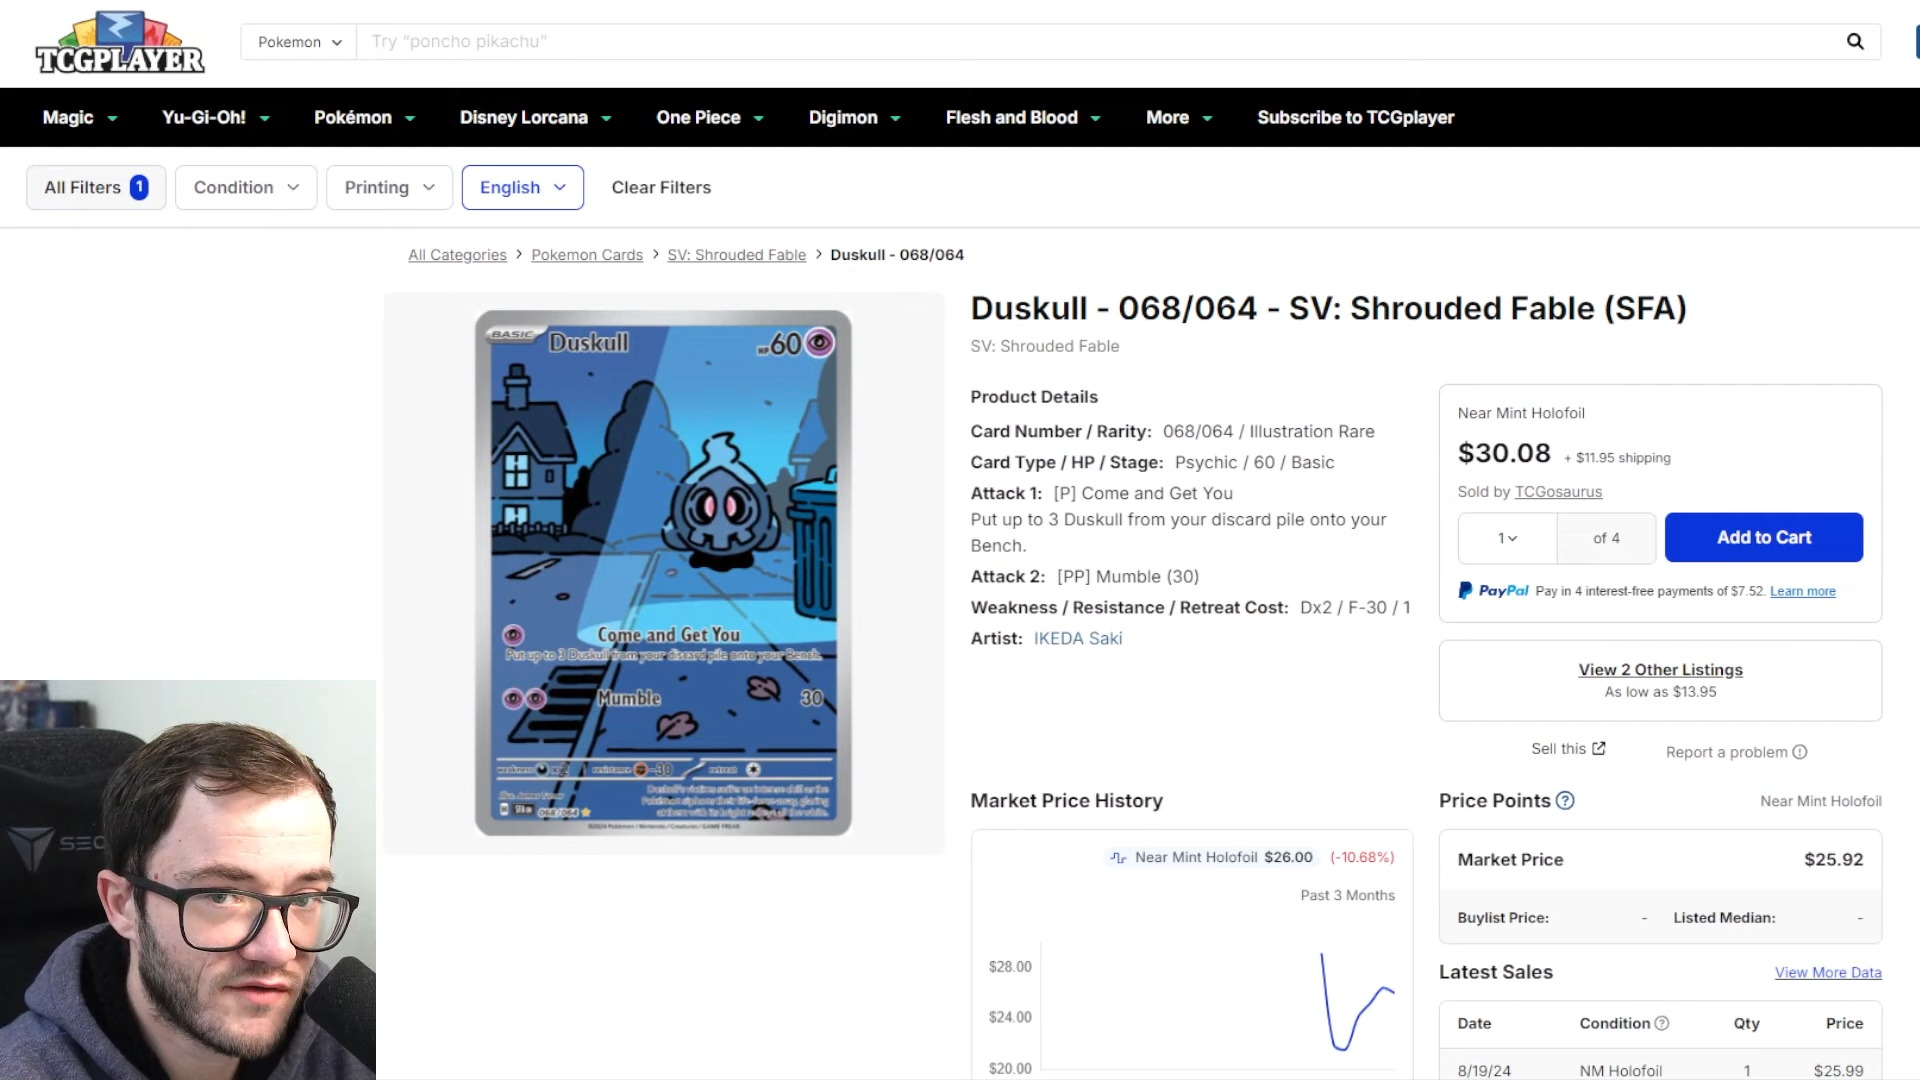 TCGPLAYER
Pokemon
Try “poncho pikachu”
Magic
Yu-Gi-Oh!
Pokémon
Disney Lorcana
One Piece
Digimon
Flesh and Blood
More
Subscribe to TCGplayer
All Filters 1
Condition
Printing
English
Clear Filters
All Categories > Pokemon Cards > SV: Shrouded Fable > Duskull - 068/064
BASIC
Duskull
HP 60
Come and Get You
Put up to 3 Duskull from your discard pile onto your Bench.
Mumble 30
weakness x2 resistance -30 retreat
068/064
Duskull - 068/064 - SV: Shrouded Fable (SFA)
SV: Shrouded Fable
Product Details
Card Number / Rarity: 068/064 / Illustration Rare
Card Type / HP / Stage: Psychic / 60 / Basic
Attack 1: [P] Come and Get You
Put up to 3 Duskull from your discard pile onto your
Bench.
Attack 2: [PP] Mumble (30)
Weakness / Resistance / Retreat Cost: Dx2 / F-30 / 1
Artist: IKEDA Saki
Near Mint Holofoil
$30.08 + $11.95 shipping
Sold by TCGosaurus
1 of 4
Add to Cart
PayPal Pay in 4 interest-free payments of $7.52. Learn more
View 2 Other Listings
As low as $13.95
Sell this
Report a problem
Market Price History
Near Mint Holofoil $26.00 (-10.68%)
Past 3 Months
$28.00
$24.00
$20.00
Price Points ?
Near Mint Holofoil
Market Price $25.92
Buylist Price: - Listed Median: -
Latest Sales
View More Data
Date Condition ? Qty Price
8/19/24 NM Holofoil 1 $25.99
SEC